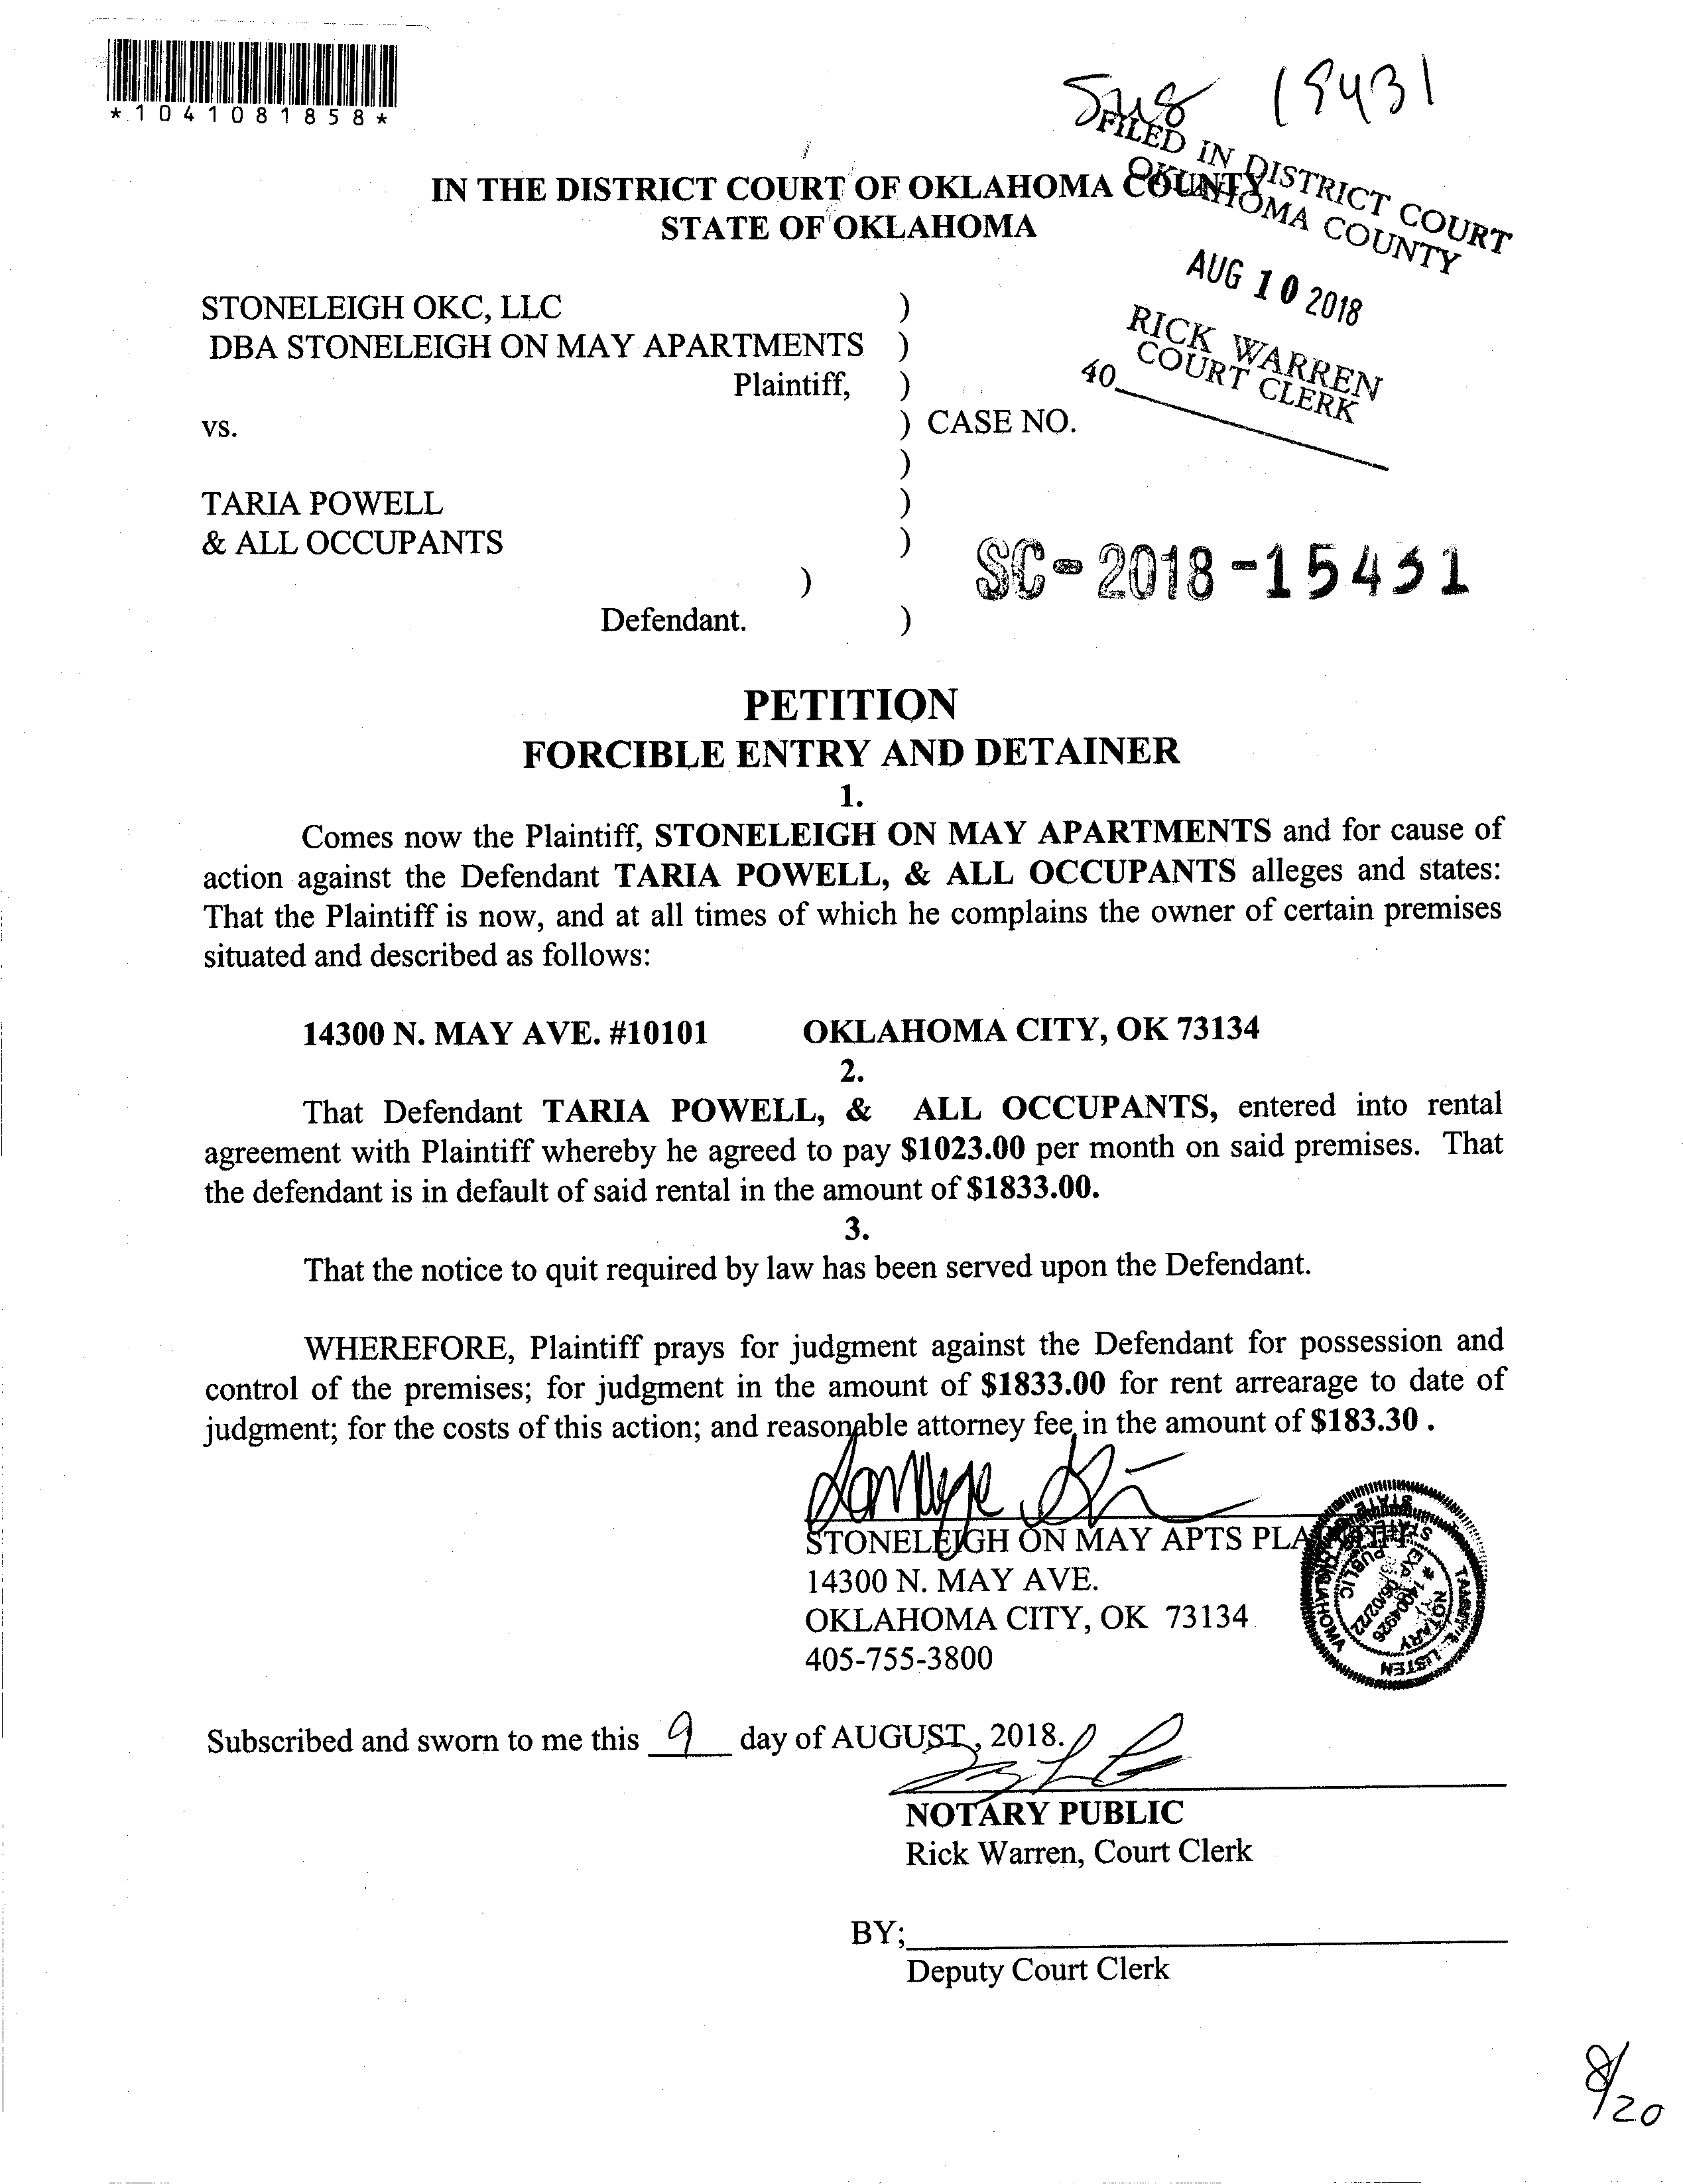 *1041081858*
19431
FILED IN DISTRICT COURT
OKLAHOMA COUNTY
IN THE DISTRICT COURT OF OKLAHOMA COUNTY
STATE OF OKLAHOMA
AUG 10 2018
RICK WARREN
COURT CLERK
40
STONELEIGH OKC, LLC )
DBA STONELEIGH ON MAY APARTMENTS )
Plaintiff, )
vs. ) CASE NO.
)
TARIA POWELL )
& ALL OCCUPANTS )
SC-2018-15431
)
Defendant. )
PETITION
FORCIBLE ENTRY AND DETAINER
1.
Comes now the Plaintiff, STONELEIGH ON MAY APARTMENTS and for cause of
action against the Defendant TARIA POWELL, & ALL OCCUPANTS alleges and states:
That the Plaintiff is now, and at all times of which he complains the owner of certain premises
situated and described as follows:
14300 N. MAY AVE. #10101 OKLAHOMA CITY, OK 73134
2.
That Defendant TARIA POWELL, & ALL OCCUPANTS, entered into rental
agreement with Plaintiff whereby he agreed to pay $1023.00 per month on said premises. That
the defendant is in default of said rental in the amount of $1833.00.
3.
That the notice to quit required by law has been served upon the Defendant.
WHEREFORE, Plaintiff prays for judgment against the Defendant for possession and
control of the premises; for judgment in the amount of $1833.00 for rent arrearage to date of
judgment; for the costs of this action; and reasonable attorney fee in the amount of $183.30 .
STONELEIGH ON MAY APTS PLAINTIFF
14300 N. MAY AVE.
OKLAHOMA CITY, OK 73134
405-755-3800
NOTARY
PUBLIC
# 14004926
EXP. 06/02/22
LISTEN
OKLAHOMA
Subscribed and sworn to me this 9 day of AUGUST, 2018.
NOTARY PUBLIC
Rick Warren, Court Clerk
BY;
Deputy Court Clerk
8/20